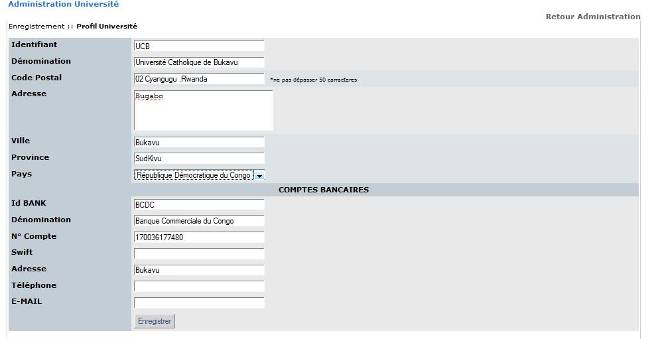 Administration Université
Retour Administration
Enregistrement :: Profil Université
Identifiant UCB
Dénomination Université Catholique de Bukavu
Code Postal 02 Cyangugu .Rwanda *ne pas dépasser 50 carracteres
Adresse Bugabo
Ville Bukavu
Province SudKivu
Pays République Démocratique du Congo
COMPTES BANCAIRES
Id BANK BCDC
Dénomination Banque Commerciale du Congo
N° Compte 170036177480
Swift
Adresse Bukavu
Téléphone
E-MAIL
Enregistrer